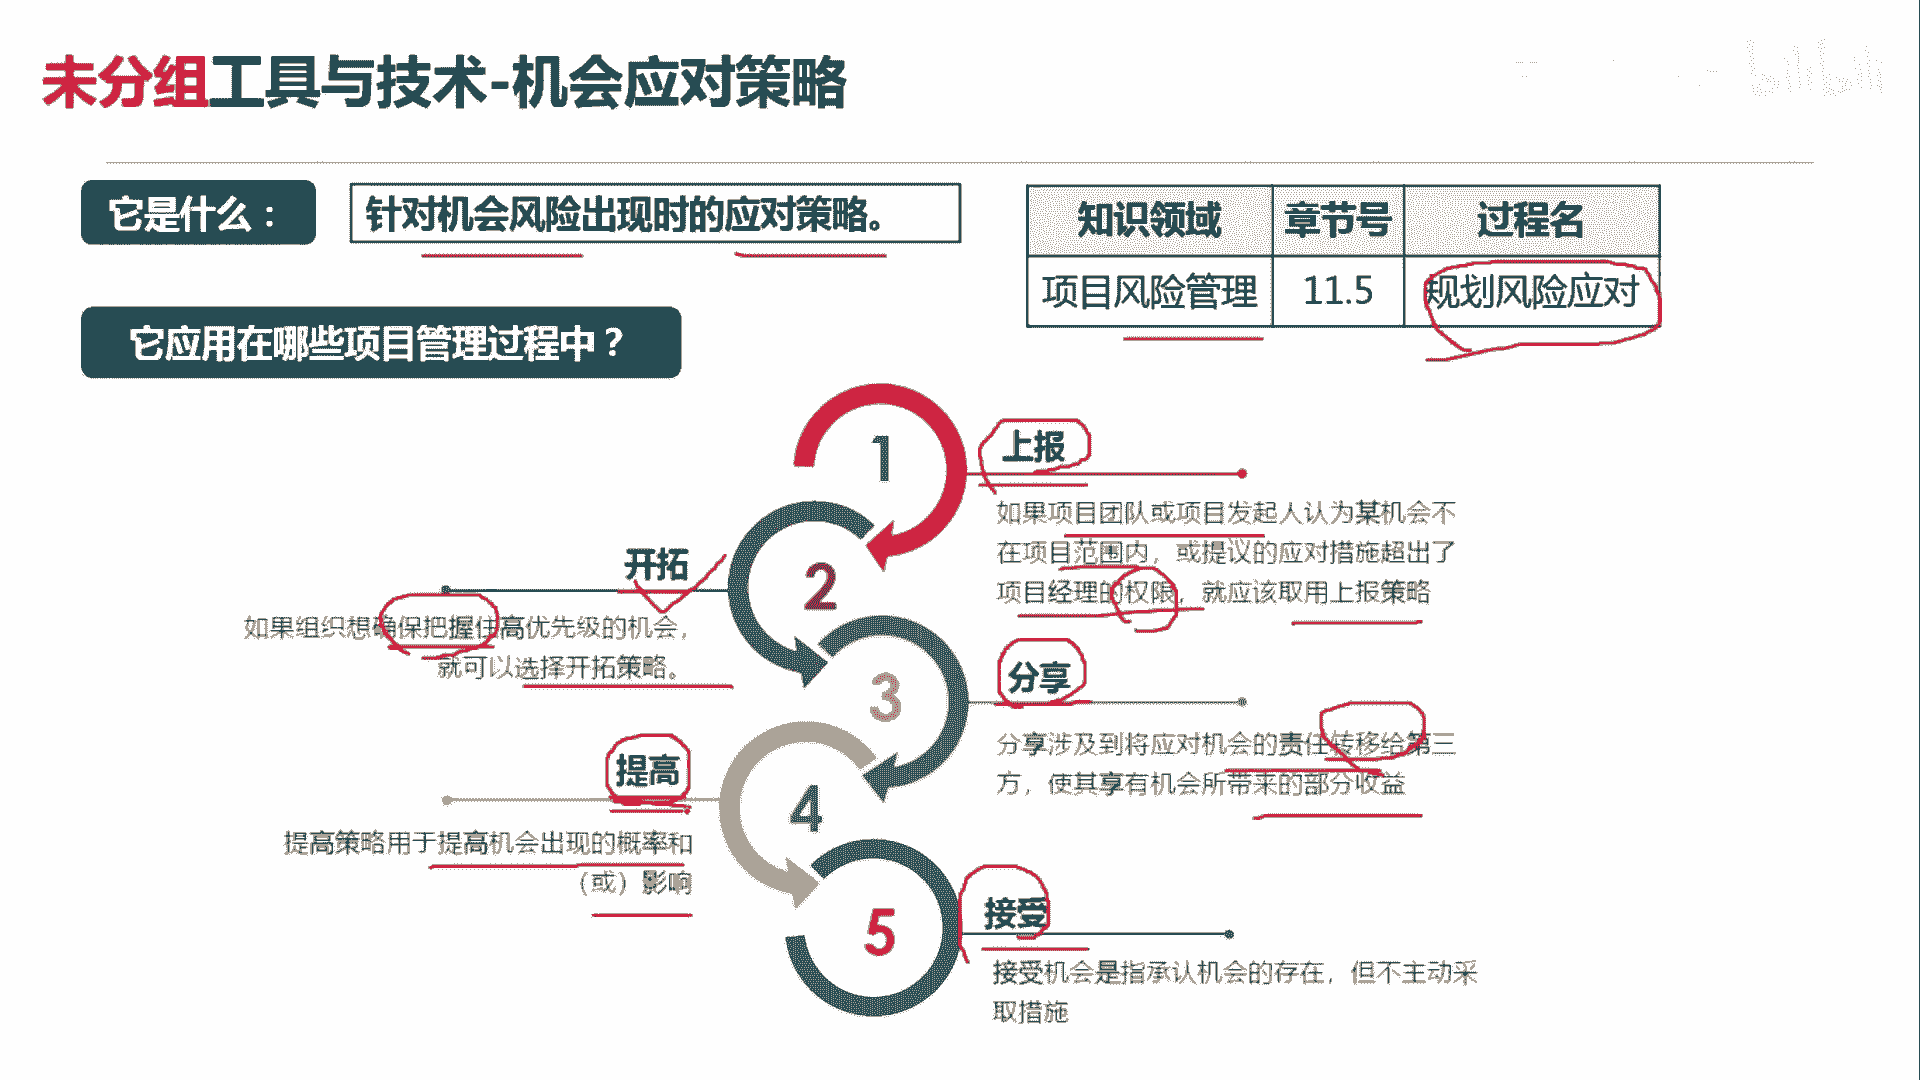 未分组工具与技术-机会应对策略
bilibili
它是什么：
针对机会风险出现时的应对策略。
知识领域 章节号 过程名
项目风险管理 11.5 规划风险应对
它应用在哪些项目管理过程中？
1
上报
如果项目团队或项目发起人认为某机会不
在项目范围内，或提议的应对措施超出了
项目经理的权限，就应该取用上报策略
2
开拓
如果组织想确保把握住高优先级的机会，
就可以选择开拓策略。
3
分享
分享涉及到将应对机会的责任转移给第三
方，使其享有机会所带来的部分收益
4
提高
提高策略用于提高机会出现的概率和
（或）影响
5
接受
接受机会是指承认机会的存在，但不主动采
取措施